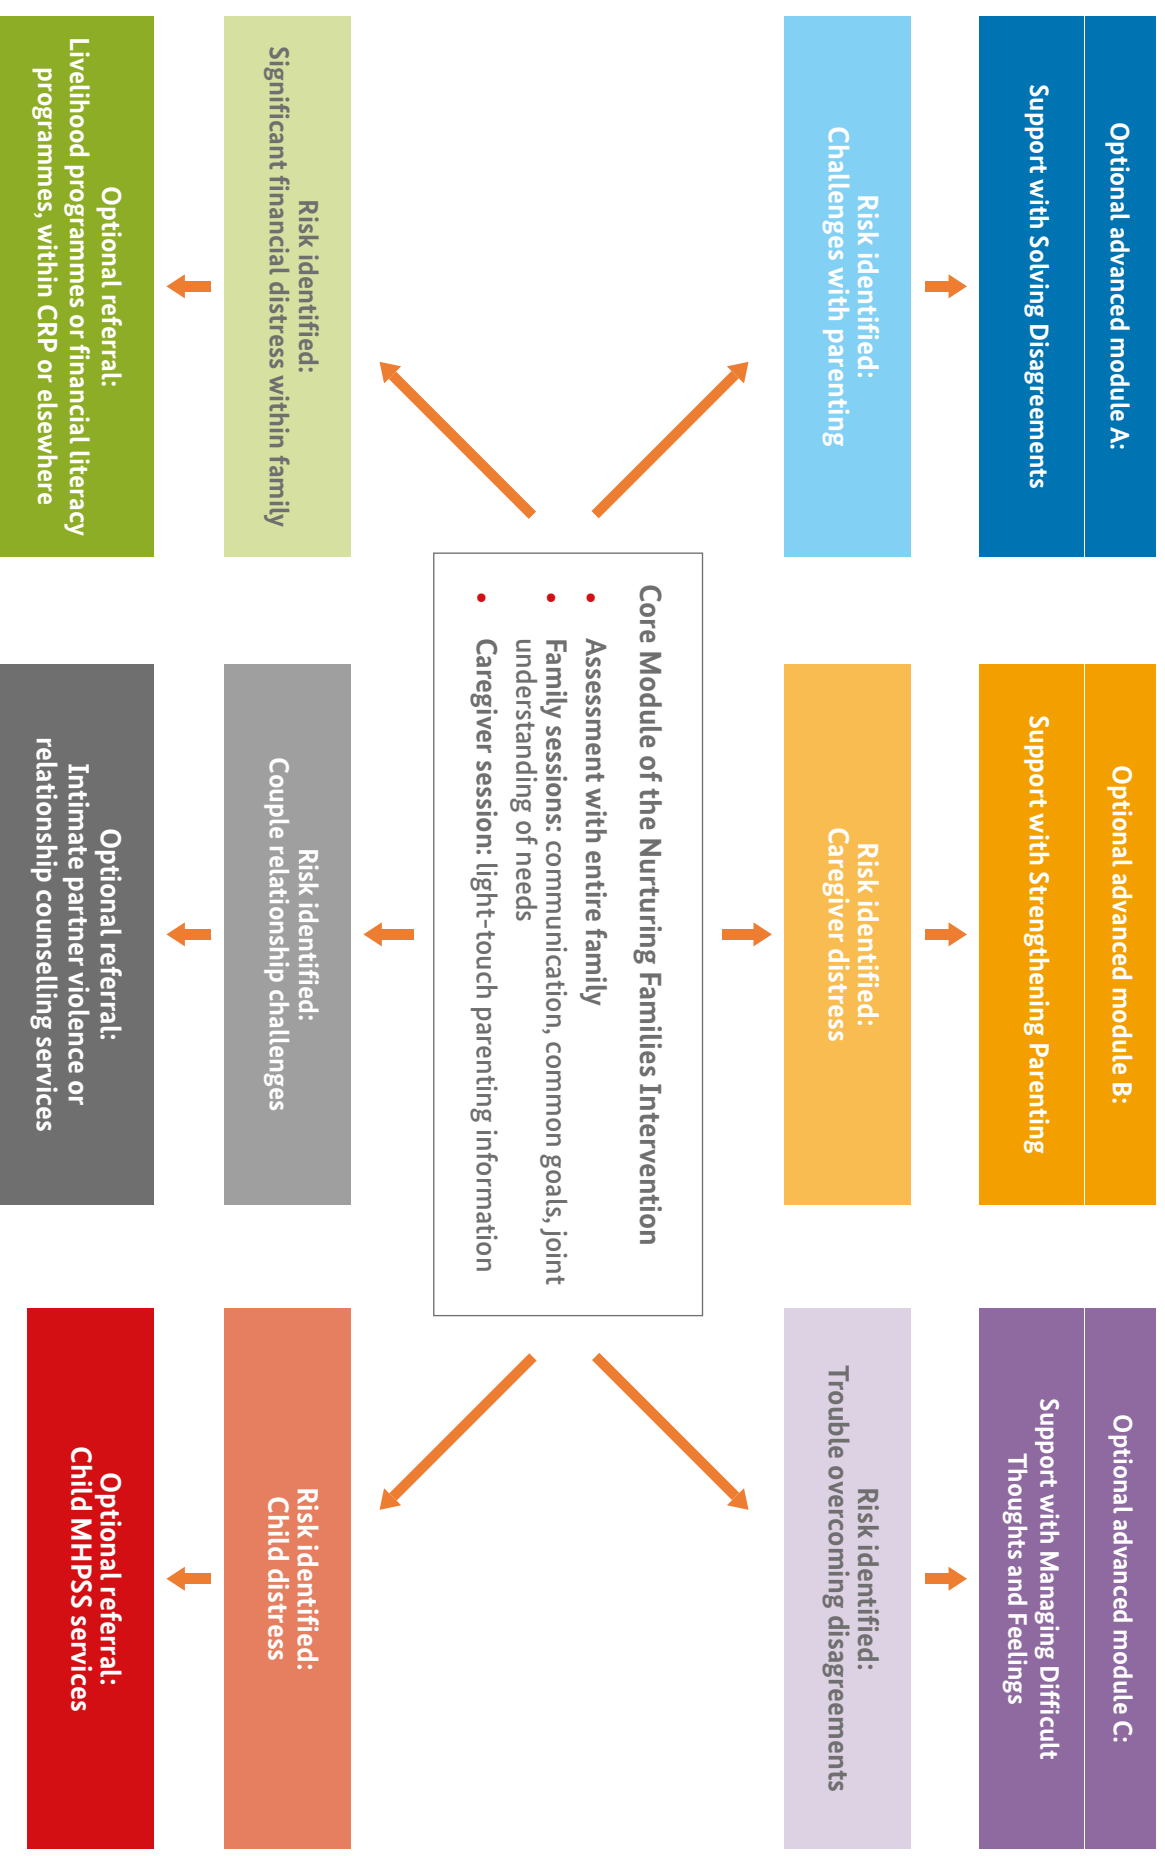 Optional advanced module A:
Support with Solving Disagreements
Optional advanced module B:
Support with Strengthening Parenting
Optional advanced module C:
Support with Managing Difficult
Thoughts and Feelings
Risk identified:
Challenges with parenting
Risk identified:
Caregiver distress
Risk identified:
Trouble overcoming disagreements
Core Module of the Nurturing Families Intervention
• Assessment with entire family
• Family sessions: communication, common goals, joint
understanding of needs
• Caregiver session: light-touch parenting information
Risk identified:
Significant financial distress within family
Risk identified:
Couple relationship challenges
Risk identified:
Child distress
Optional referral:
Livelihood programmes or financial literacy
programmes, within CRP or elsewhere
Optional referral:
Intimate partner violence or
relationship counselling services
Optional referral:
Child MHPSS services